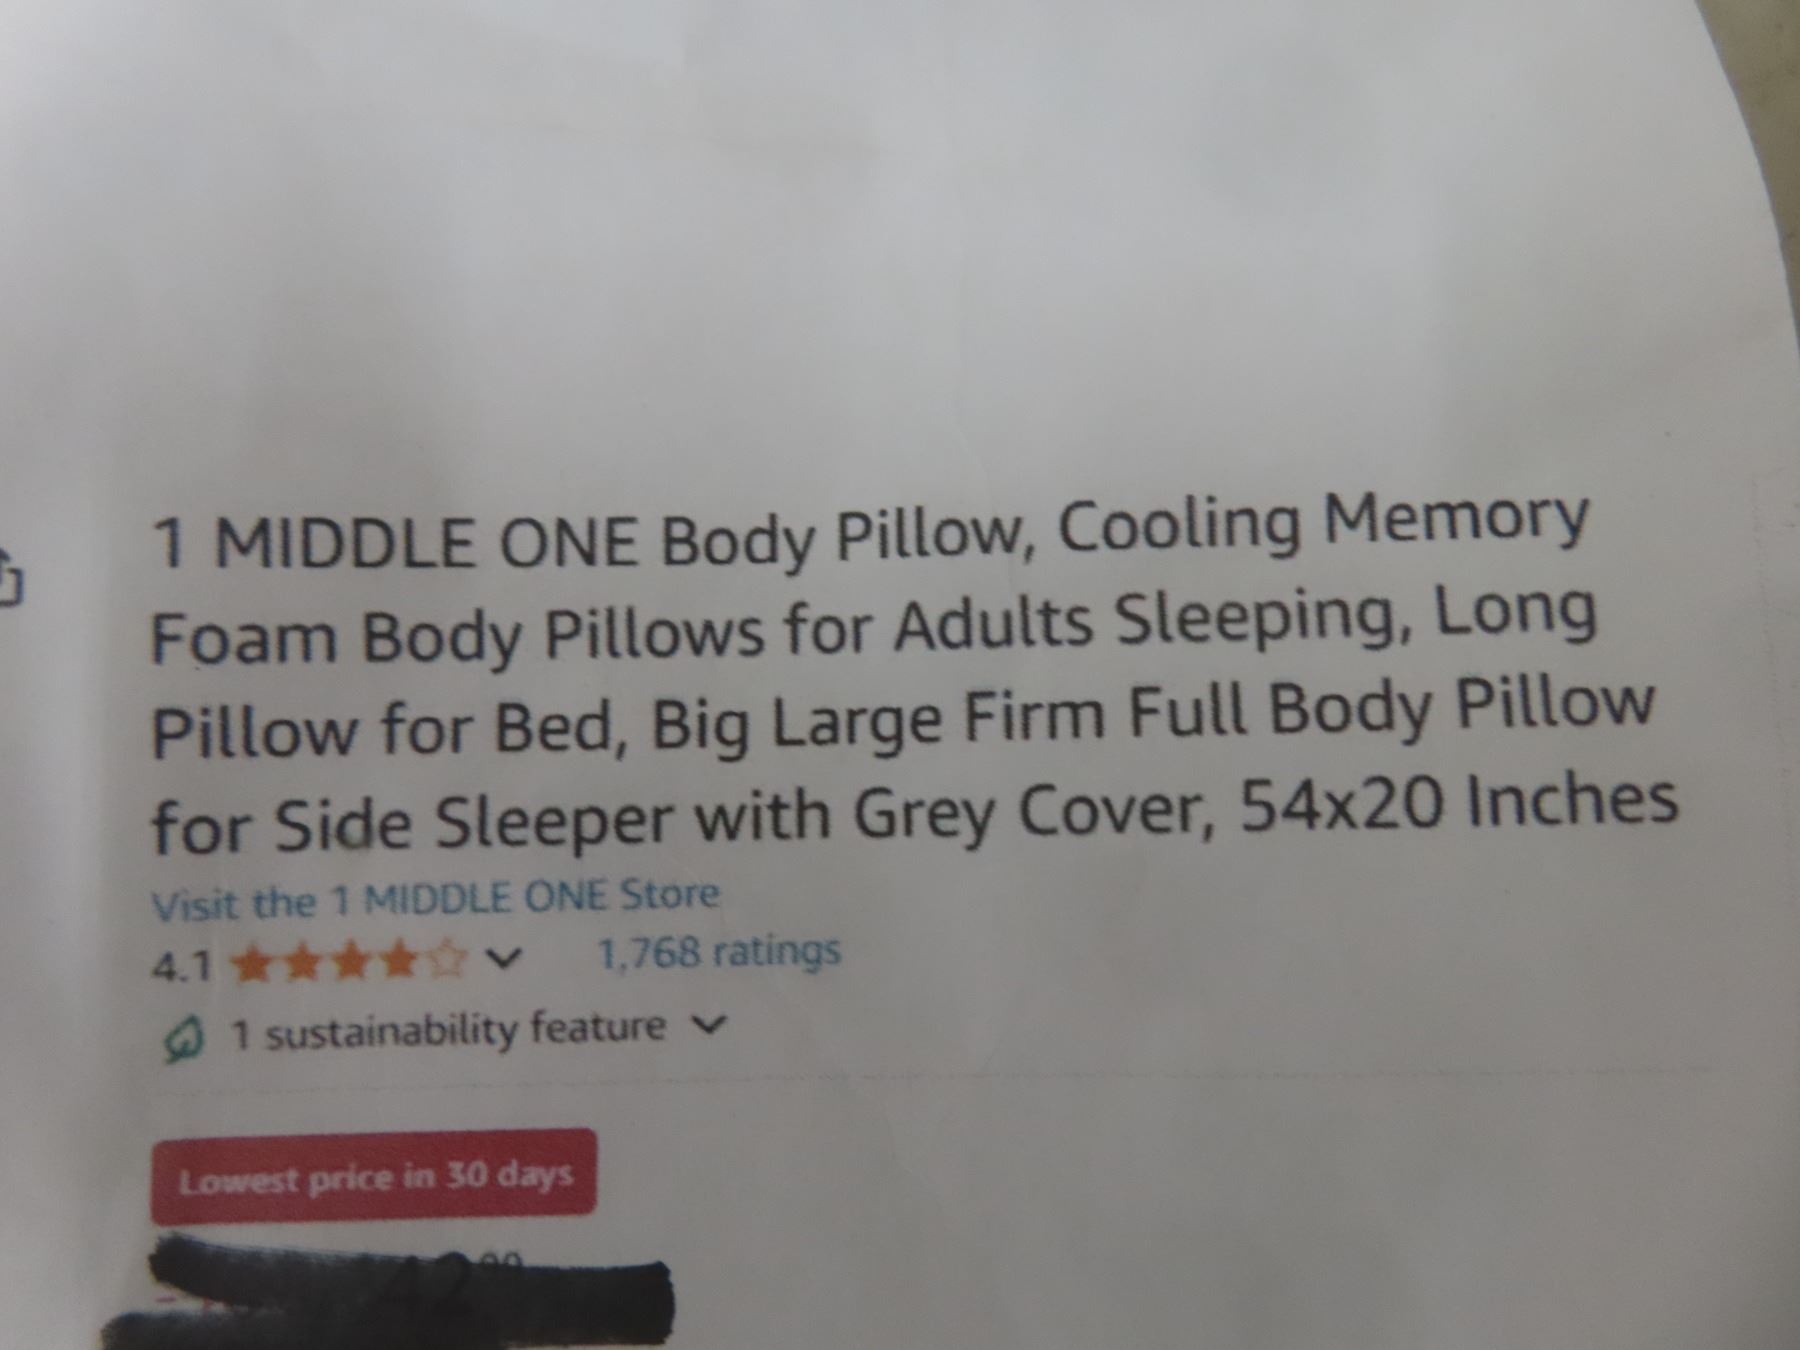 1 MIDDLE ONE Body Pillow, Cooling Memory
Foam Body Pillows for Adults Sleeping, Long
Pillow for Bed, Big Large Firm Full Body Pillow
for Side Sleeper with Grey Cover, 54x20 Inches
Visit the 1 MIDDLE ONE Store
4.1 1,768 ratings
1 sustainability feature
Lowest price in 30 days